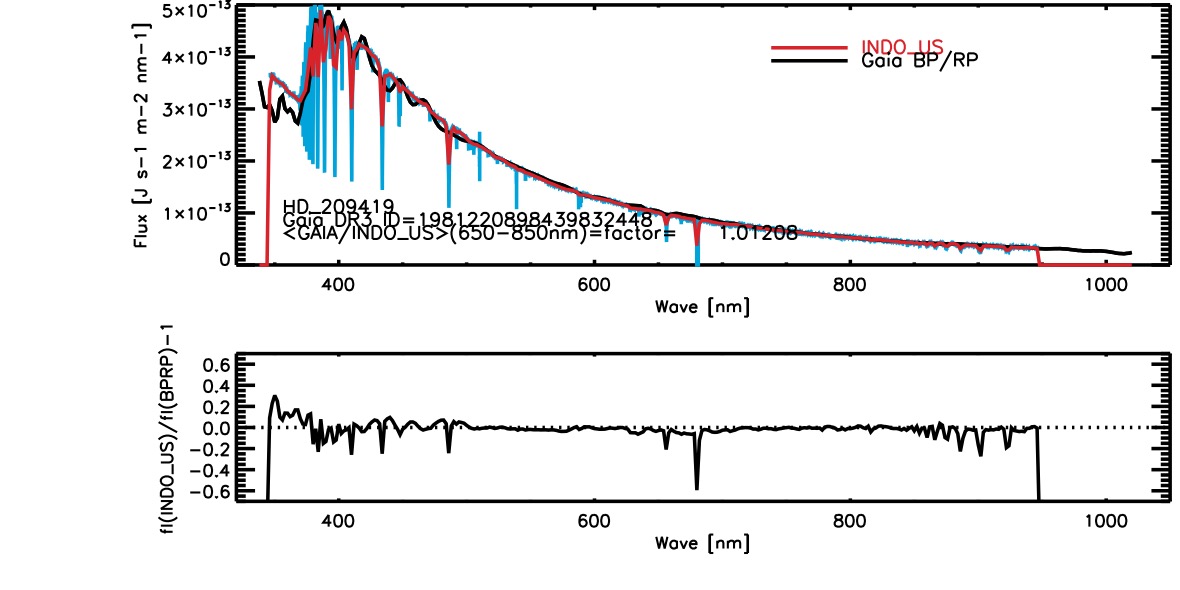 5×10−13
4×10−13
3×10−13
2×10−13
1×10−13
0
Flux [J s−1 m−2 nm−1]
INDO_US
Gaia BP/RP
HD_209419
Gaia DR3_ID=1981220898439832448
<GAIA/INDO_US>(650−850nm)=factor= 1.01208
400 600 800 1000
Wave [nm]
fl(INDO_US)/fl(BPRP)−1
0.6
0.4
0.2
0.0
−0.2
−0.4
−0.6
400 600 800 1000
Wave [nm]